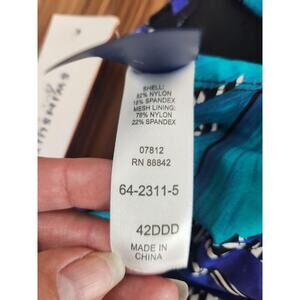 SHELL:
82% NYLON
18% SPANDEX
MESH LINING:
78% NYLON
22% SPANDEX
07812
RN 88842
64-2311-5
42DDD
MADE IN
CHINA